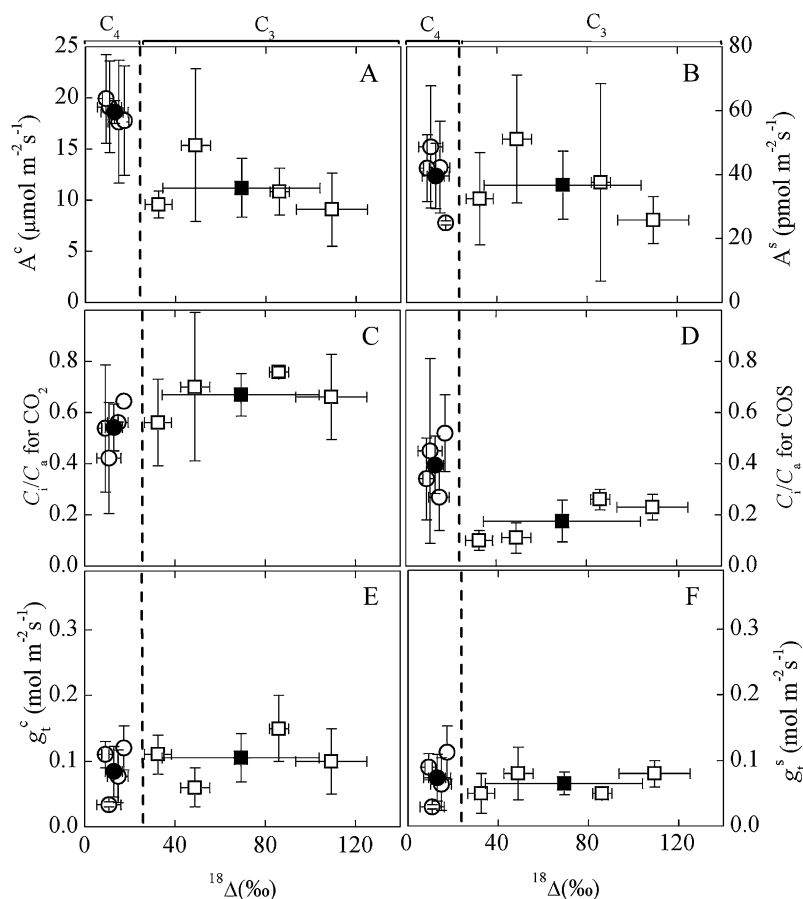 C₄ C₃ C₄ C₃
A
25
20
15
10
5
0
Aᶜ (μmol m⁻²s⁻¹)
B
80
60
40
20
0
Aˢ (pmol m⁻²s⁻¹)
C
0.8
0.6
0.4
0.2
0.0
Cᵢ/Cₐ for CO₂
D
0.8
0.6
0.4
0.2
0.0
Cᵢ/Cₐ for COS
E
0.3
0.2
0.1
0.0
gₜᶜ (mol m⁻²s⁻¹)
F
0.3
0.2
0.1
0.0
gₜˢ (mol m⁻²s⁻¹)
0 40 80 120 0 40 80 120
¹⁸Δ(‰) ¹⁸Δ(‰)